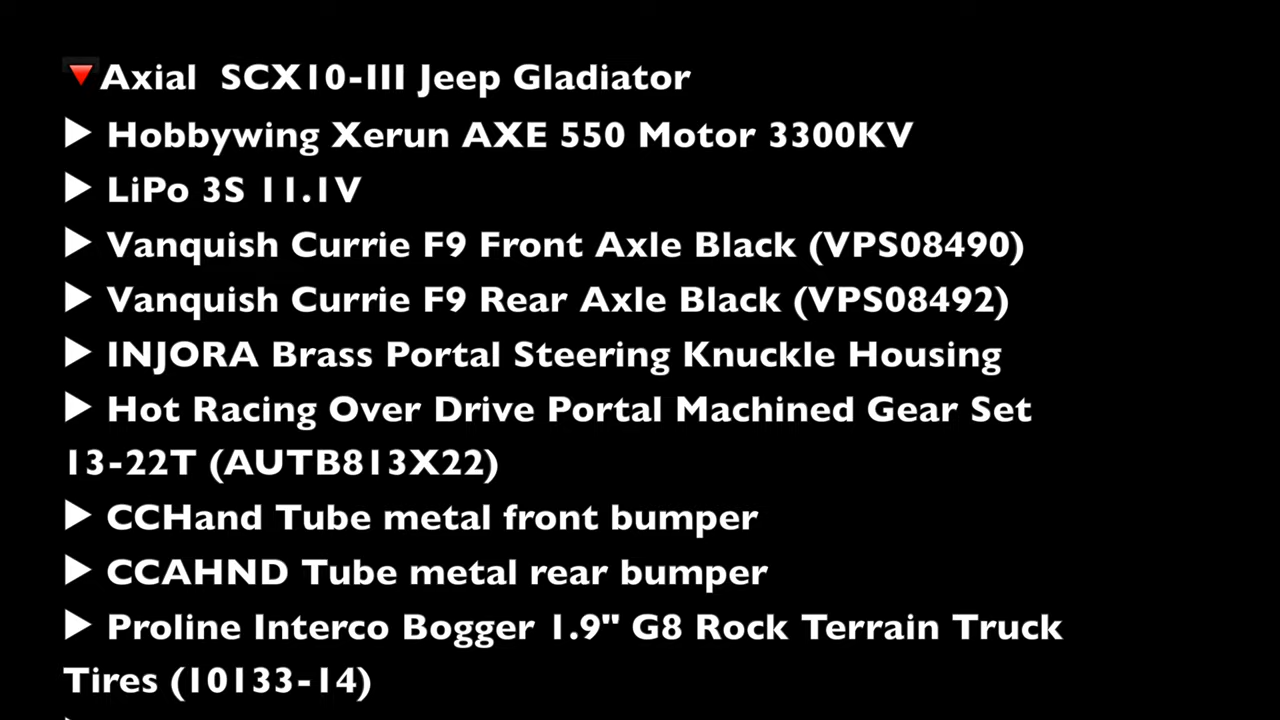 🔻Axial  SCX10-III Jeep Gladiator
▶ Hobbywing Xerun AXE 550 Motor 3300KV
▶ LiPo 3S 11.1V
▶ Vanquish Currie F9 Front Axle Black (VPS08490)
▶ Vanquish Currie F9 Rear Axle Black (VPS08492)
▶ INJORA Brass Portal Steering Knuckle Housing
▶ Hot Racing Over Drive Portal Machined Gear Set
13-22T (AUTB813X22)
▶ CCHand Tube metal front bumper
▶ CCAHND Tube metal rear bumper
▶ Proline Interco Bogger 1.9" G8 Rock Terrain Truck
Tires (10133-14)